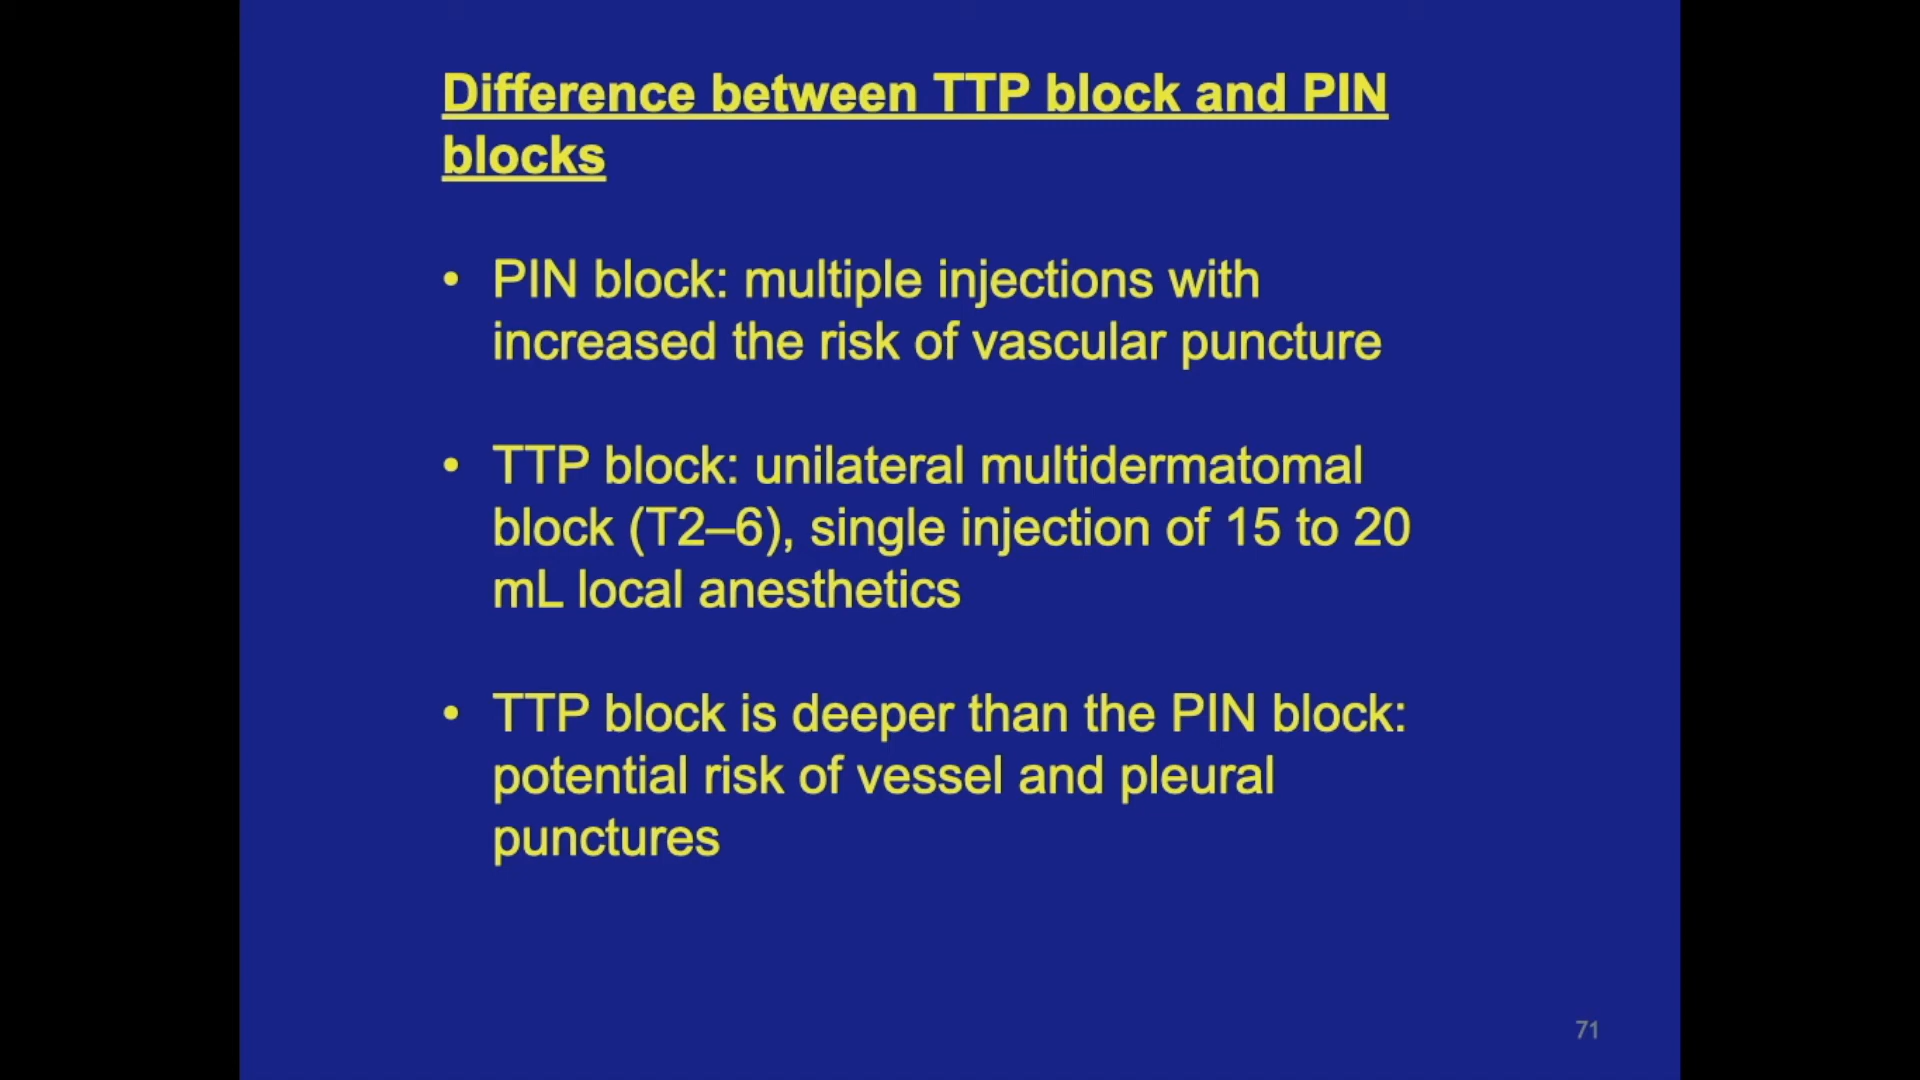 Difference between TTP block and PIN
blocks
• PIN block: multiple injections with
increased the risk of vascular puncture
• TTP block: unilateral multidermatomal
block (T2–6), single injection of 15 to 20
mL local anesthetics
• TTP block is deeper than the PIN block:
potential risk of vessel and pleural
punctures
71